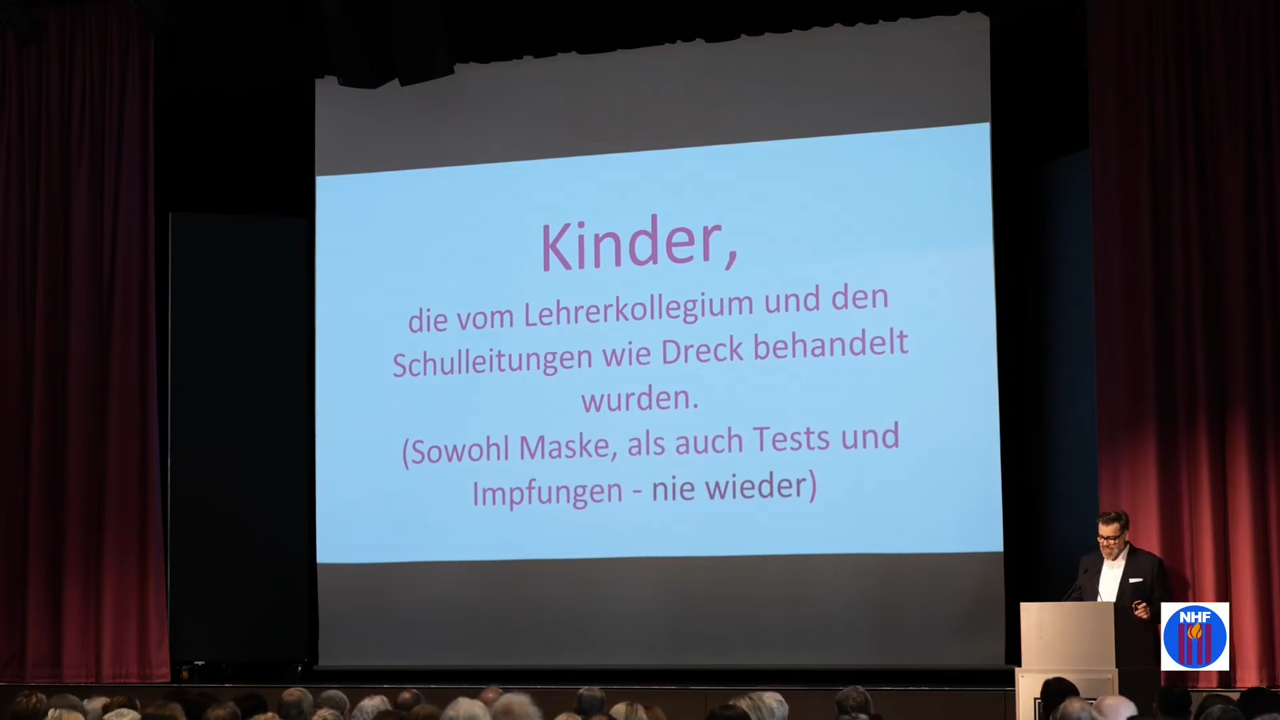 Kinder,
die vom Lehrerkollegium und den
Schulleitungen wie Dreck behandelt
wurden.
(Sowohl Maske, als auch Tests und
Impfungen - nie wieder)
NHF